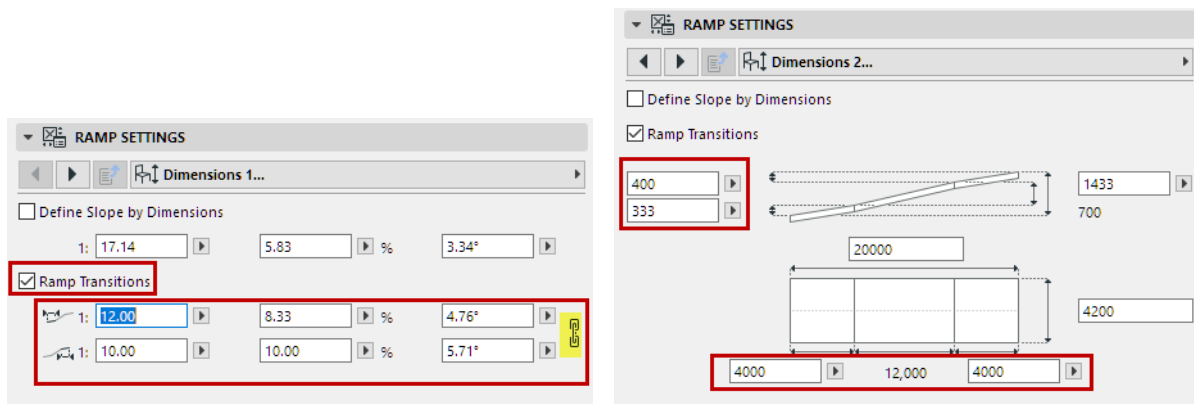 RAMP SETTINGS
Dimensions 1...
Define Slope by Dimensions
1: 17.14 5.83 % 3.34°
Ramp Transitions
1: 12.00 8.33 % 4.76°
1: 10.00 10.00 % 5.71°
RAMP SETTINGS
Dimensions 2...
Define Slope by Dimensions
Ramp Transitions
400 1433
333 700
20000
4200
4000 12,000 4000